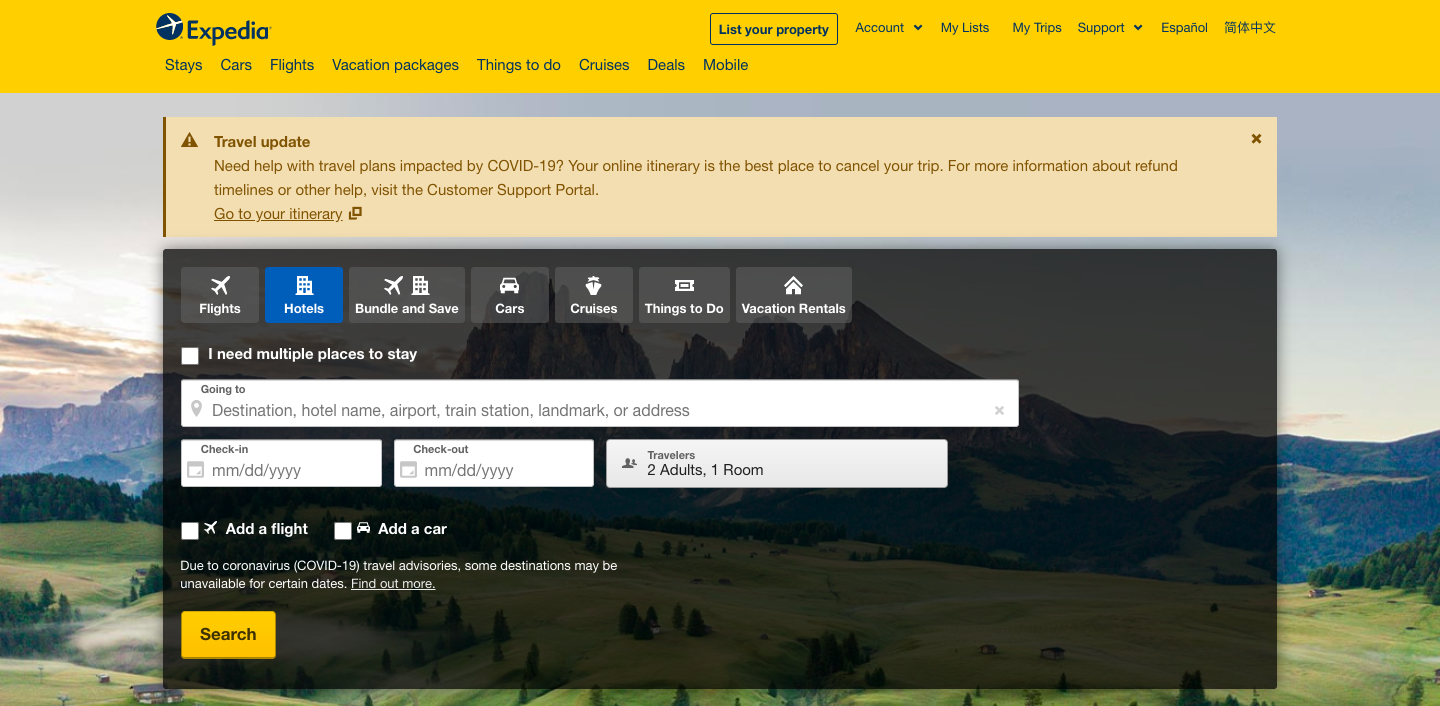 Expedia
List your property
Account
My Lists
My Trips
Support
Español
简体中文
Stays
Cars
Flights
Vacation packages
Things to do
Cruises
Deals
Mobile
Travel update
Need help with travel plans impacted by COVID-19? Your online itinerary is the best place to cancel your trip. For more information about refund
timelines or other help, visit the Customer Support Portal.
Go to your itinerary
Flights
Hotels
Bundle and Save
Cars
Cruises
Things to Do
Vacation Rentals
I need multiple places to stay
Going to
Destination, hotel name, airport, train station, landmark, or address
Check-in
mm/dd/yyyy
Check-out
mm/dd/yyyy
Travelers
2 Adults, 1 Room
Add a flight
Add a car
Due to coronavirus (COVID-19) travel advisories, some destinations may be
unavailable for certain dates. Find out more.
Search